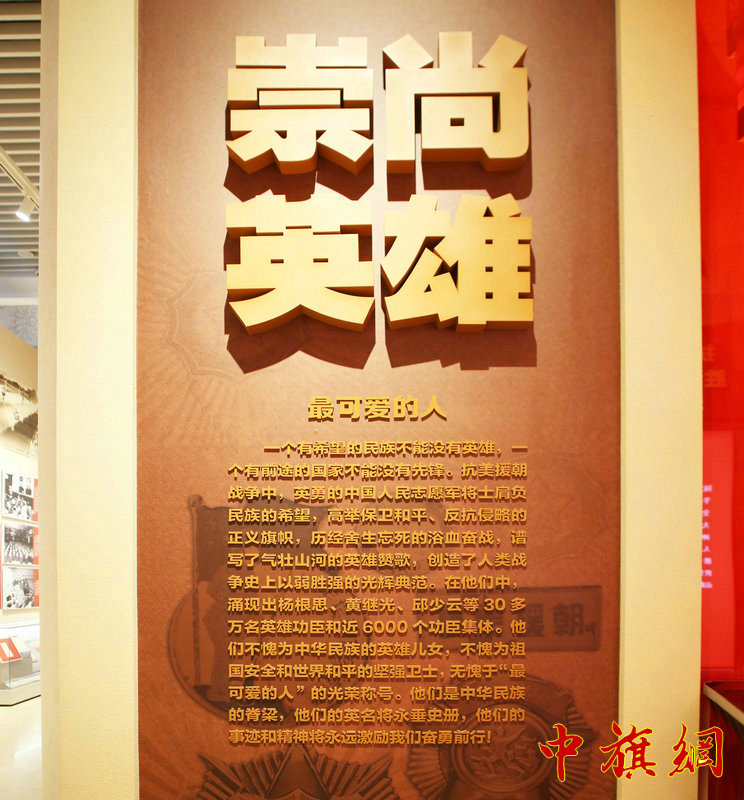 崇尚
英雄
最可爱的人
一个有希望的民族不能没有英雄，一
个有前途的国家不能没有先锋。抗美援朝
战争中，英勇的中国人民志愿军将士肩负
民族的希望，高举保卫和平、反抗侵略的
正义旗帜，历经舍生忘死的浴血奋战，谱
写了气壮山河的英雄赞歌，创造了人类战
争史上以弱胜强的光辉典范。在他们中，
涌现出杨根思、黄继光、邱少云等30多
万名英雄功臣和近6000个功臣集体。他
们不愧为中华民族的英雄儿女，不愧为祖
国安全和世界和平的坚强卫士，无愧于“最
可爱的人”的光荣称号。他们是中华民族
的脊梁，他们的英名将永垂史册，他们的
事迹和精神将永远激励我们奋勇前行！
援朝
中旗網